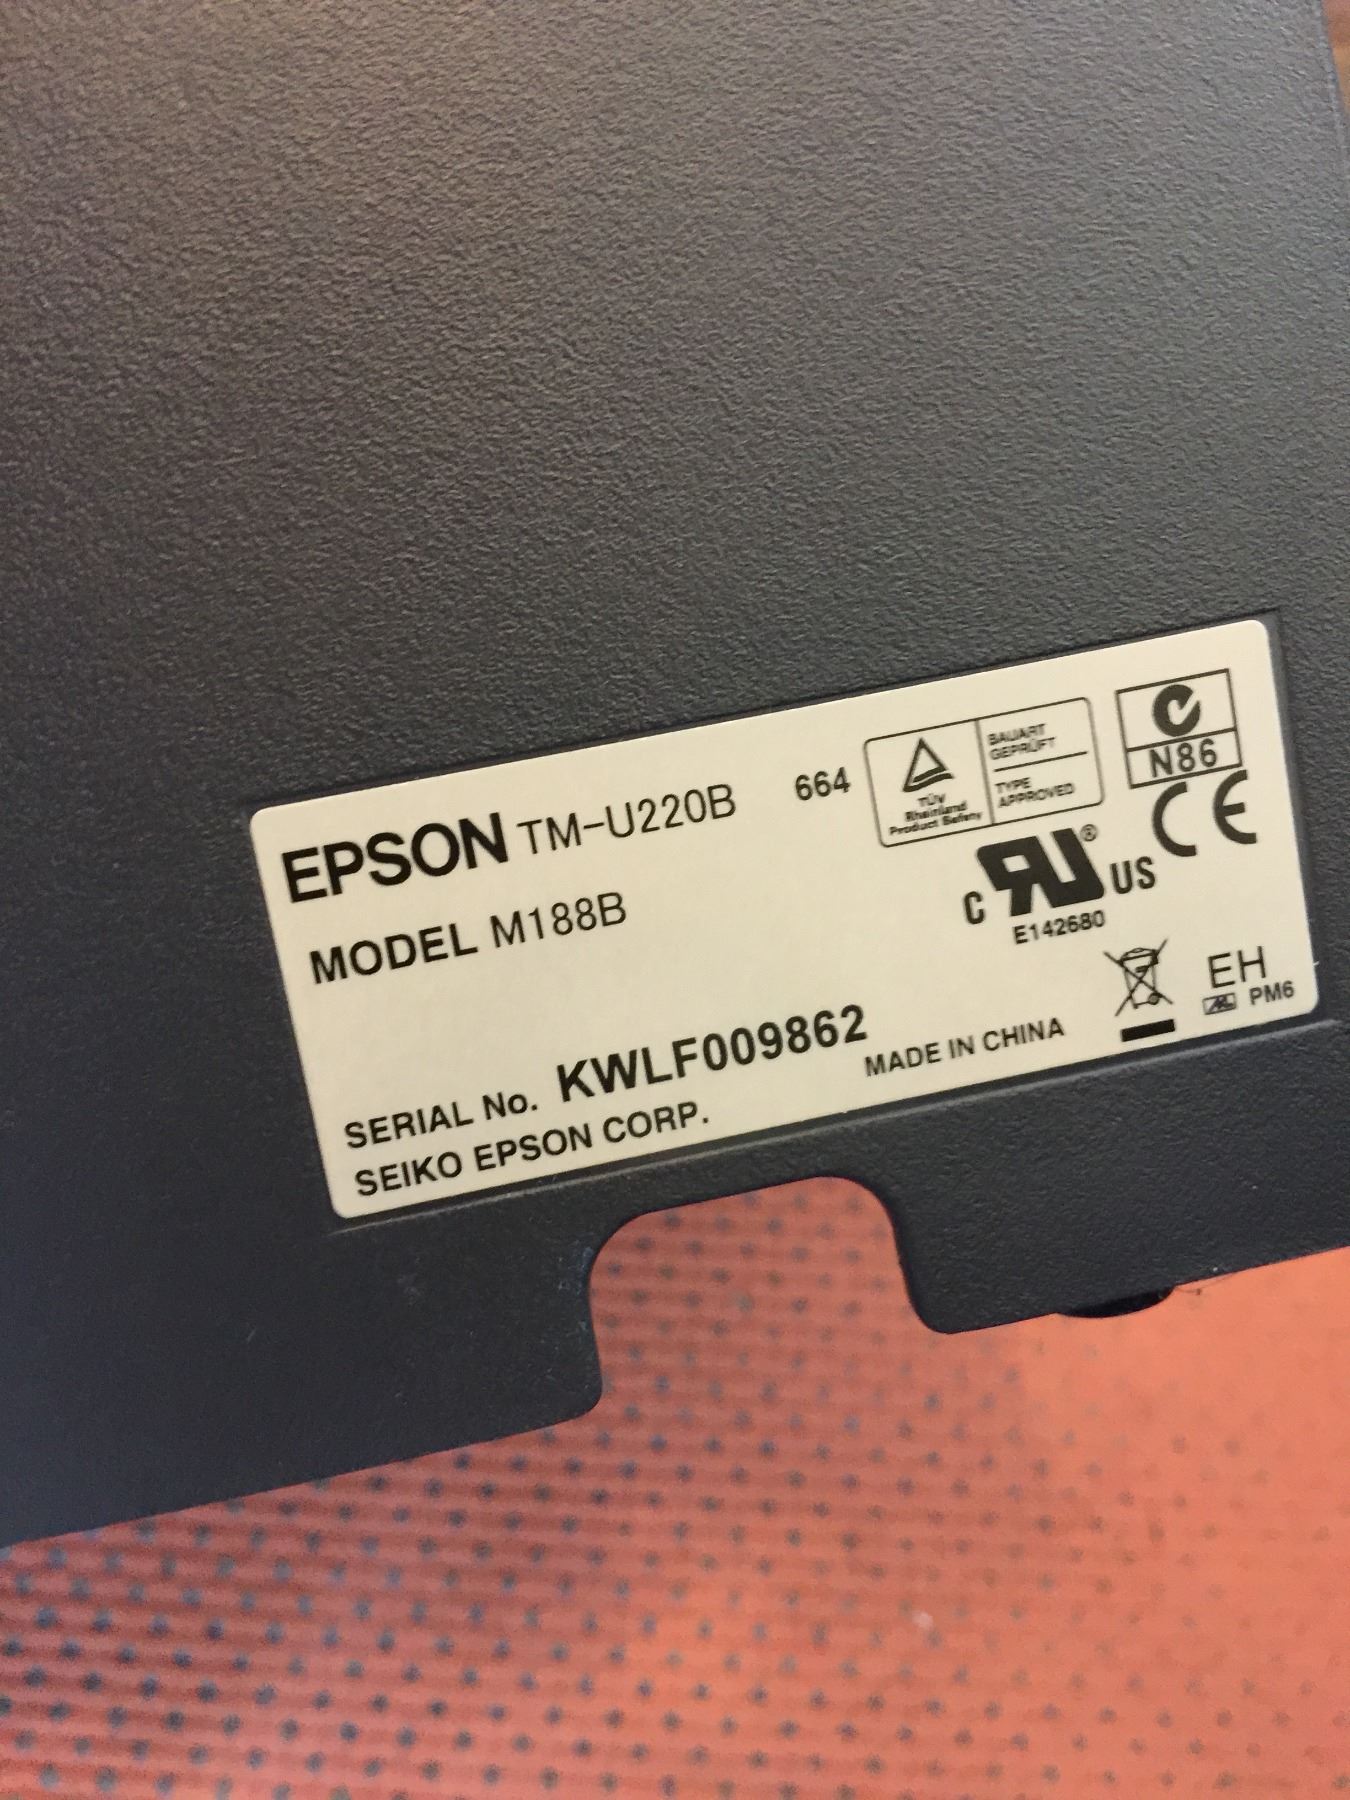 EPSON TM-U220B 664
MODEL M188B
SERIAL No. KWLF009862
SEIKO EPSON CORP.
MADE IN CHINA
TÜV
Rheinland
Product Safety
BAUART
GEPRÜFT
TYPE
APPROVED
N86
CE
C RU ® US
E142680
EH
PM6